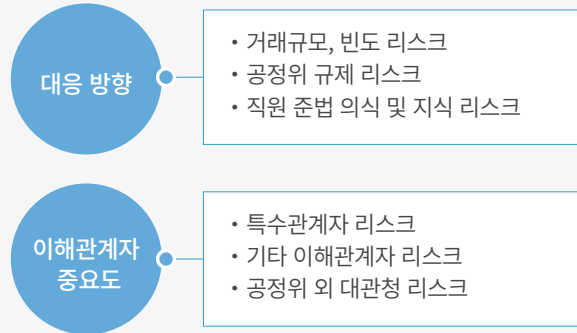 대응 방향
• 거래규모, 빈도 리스크
• 공정위 규제 리스크
• 직원 준법 의식 및 지식 리스크
이해관계자
중요도
• 특수관계자 리스크
• 기타 이해관계자 리스크
• 공정위 외 대관청 리스크